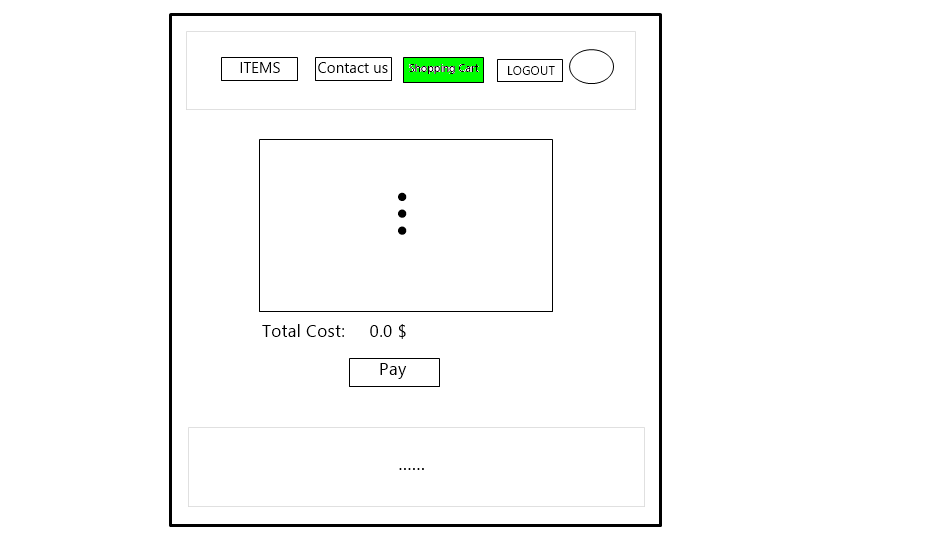 ITEMS
Contact us
Shopping Cart
LOGOUT
Total Cost: 0.0 $
Pay
......